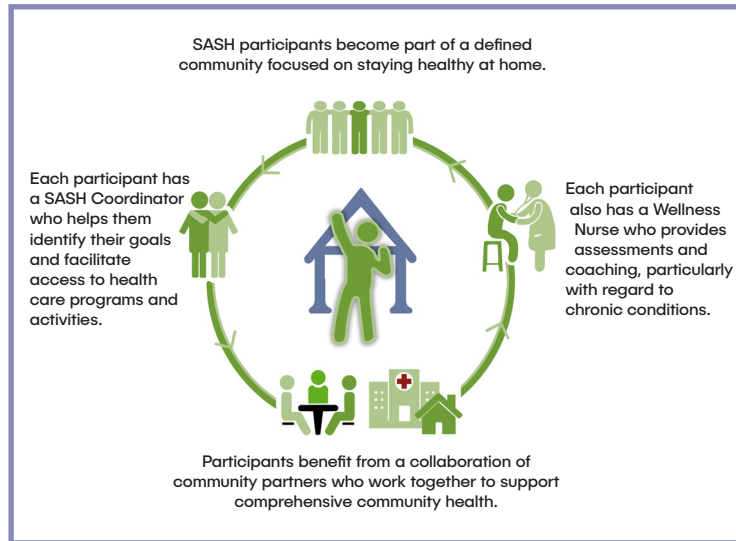 SASH participants become part of a defined
community focused on staying healthy at home.
Each participant has
a SASH Coordinator
who helps them
identify their goals
and facilitate
access to health
care programs and
activities.
Each participant
also has a Wellness
Nurse who provides
assessments and
coaching, particularly
with regard to
chronic conditions.
Participants benefit from a collaboration of
community partners who work together to support
comprehensive community health.